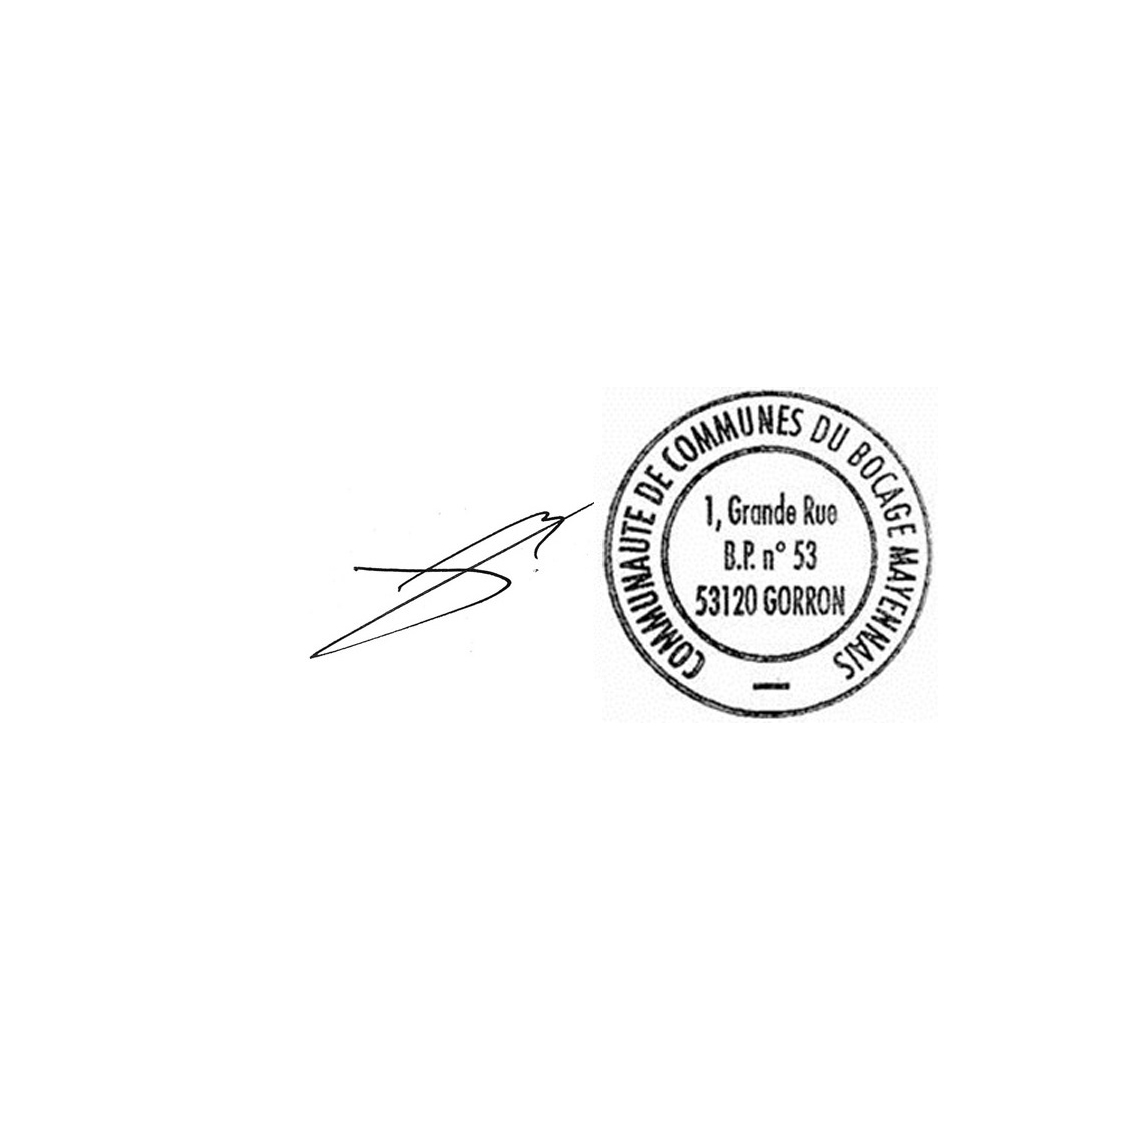 COMMUNAUTE DE COMMUNES DU BOCAGE MAYENNAIS
1, Grande Rue
B.P. n° 53
53120 GORRON